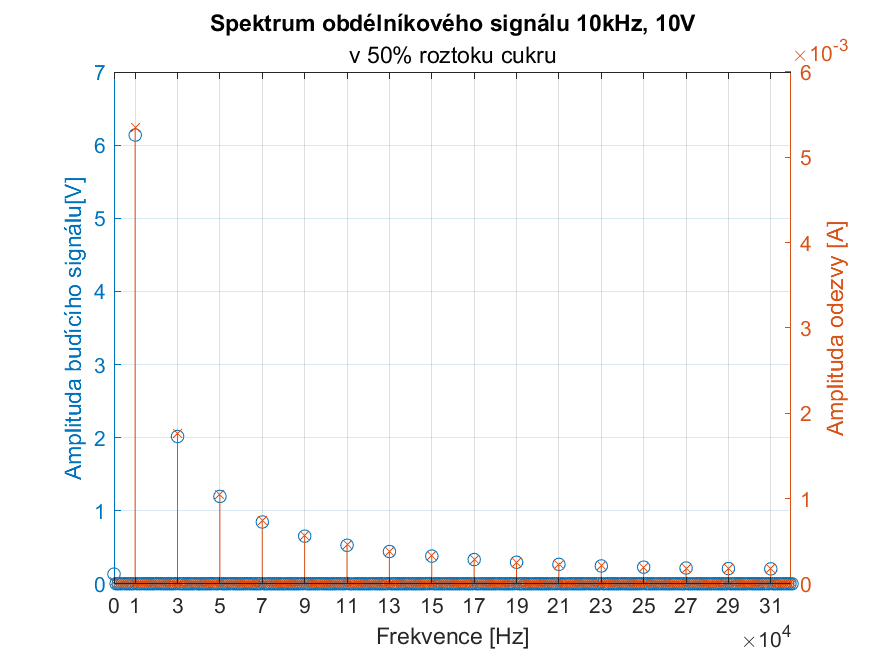 Spektrum obdélníkového signálu 10kHz, 10V
v 50% roztoku cukru
×10-3
7
6
5
4
3
2
1
0
Amplituda budícího signálu[V]
6
5
4
3
2
1
0
Amplituda odezvy [A]
0 1 3 5 7 9 11 13 15 17 19 21 23 25 27 29 31
Frekvence [Hz]
×104